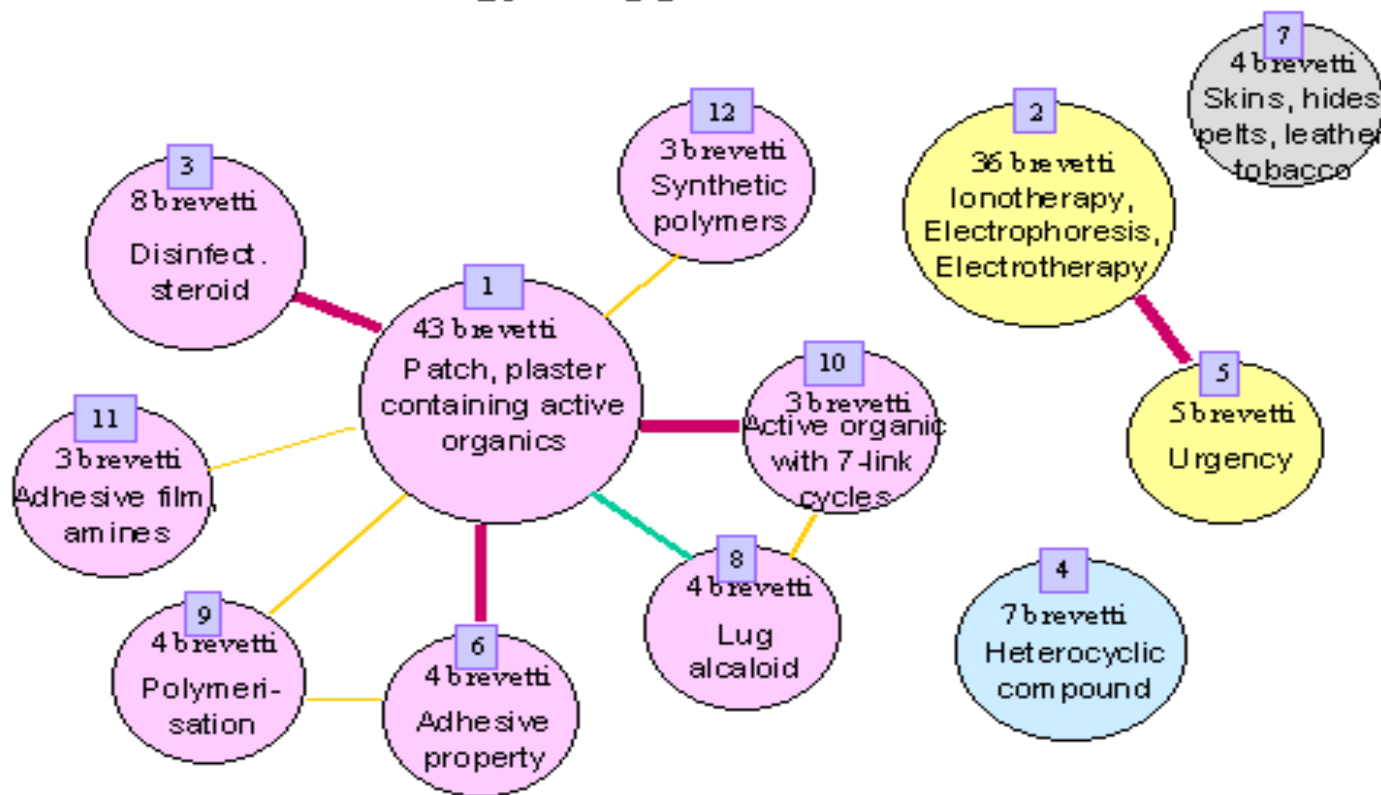 7
4 brevetti
Skins, hides
pelts, leather
tobacco
12
3 brevetti
Synthetic
polymers
2
36 brevetti
Ionotherapy,
Electrophoresis,
Electrotherapy
3
8 brevetti
Disinfect.
steroid
1
43 brevetti
Patch, plaster
containing active
organics
10
3 brevetti
Active organic
with 7-link
cycles
5
5 brevetti
Urgency
11
3 brevetti
Adhesive film,
amines
8
4 brevetti
Lug
alcaloid
4
7 brevetti
Heterocyclic
compound
9
4 brevetti
Polymeri-
sation
6
4 brevetti
Adhesive
property